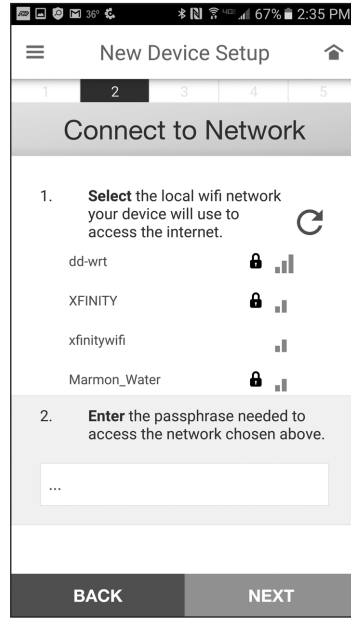 36° 4G LTE 67% 2:35 PM
New Device Setup
1 2 3 4 5
Connect to Network
1. Select the local wifi network
your device will use to
access the internet.
dd-wrt
XFINITY
xfinitywifi
Marmon_Water
2. Enter the passphrase needed to
access the network chosen above.
...
BACK NEXT